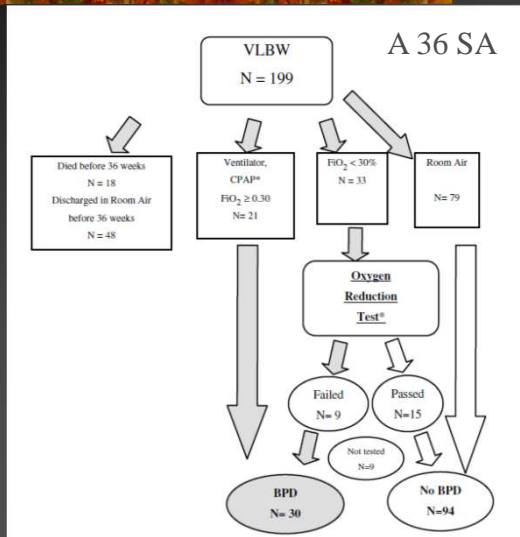 A 36 SA
VLBW
N = 199
Died before 36 weeks
N = 18
Discharged in Room Air
before 36 weeks
N = 48
Ventilator,
CPAP*
FiO₂ ≥ 0.30
N= 21
FiO₂ < 30%
N = 33
Room Air
N= 79
Oxygen
Reduction
Test*
Failed
N= 9
Passed
N=15
Not tested
N=9
BPD
N= 30
No BPD
N=94